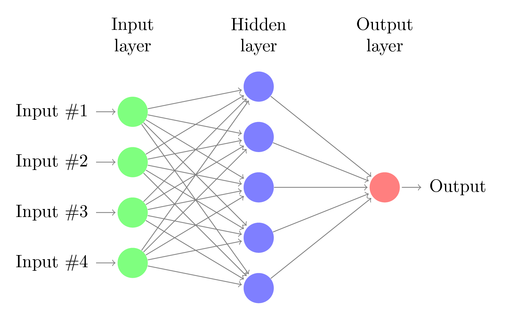 Input
layer
Hidden
layer
Output
layer
Input #1
Input #2
Input #3
Input #4
Output